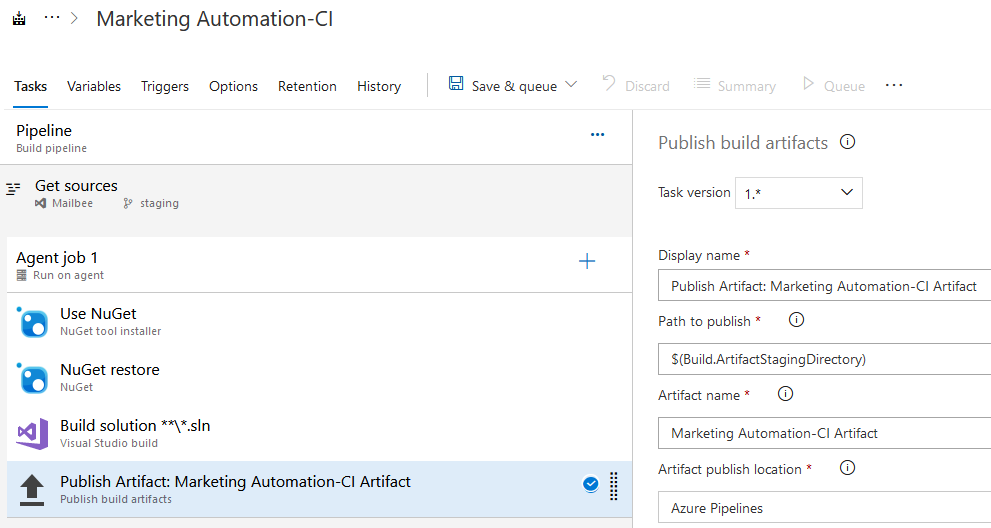 Marketing Automation-CI
Tasks Variables Triggers Options Retention History Save & queue Discard Summary Queue
Pipeline
Build pipeline
Get sources
Mailbee staging
Agent job 1
Run on agent
Use NuGet
NuGet tool installer
NuGet restore
NuGet
Build solution **\*.sln
Visual Studio build
Publish Artifact: Marketing Automation-CI Artifact
Publish build artifacts
Publish build artifacts
Task version 1.*
Display name *
Publish Artifact: Marketing Automation-CI Artifact
Path to publish *
$(Build.ArtifactStagingDirectory)
Artifact name *
Marketing Automation-CI Artifact
Artifact publish location *
Azure Pipelines